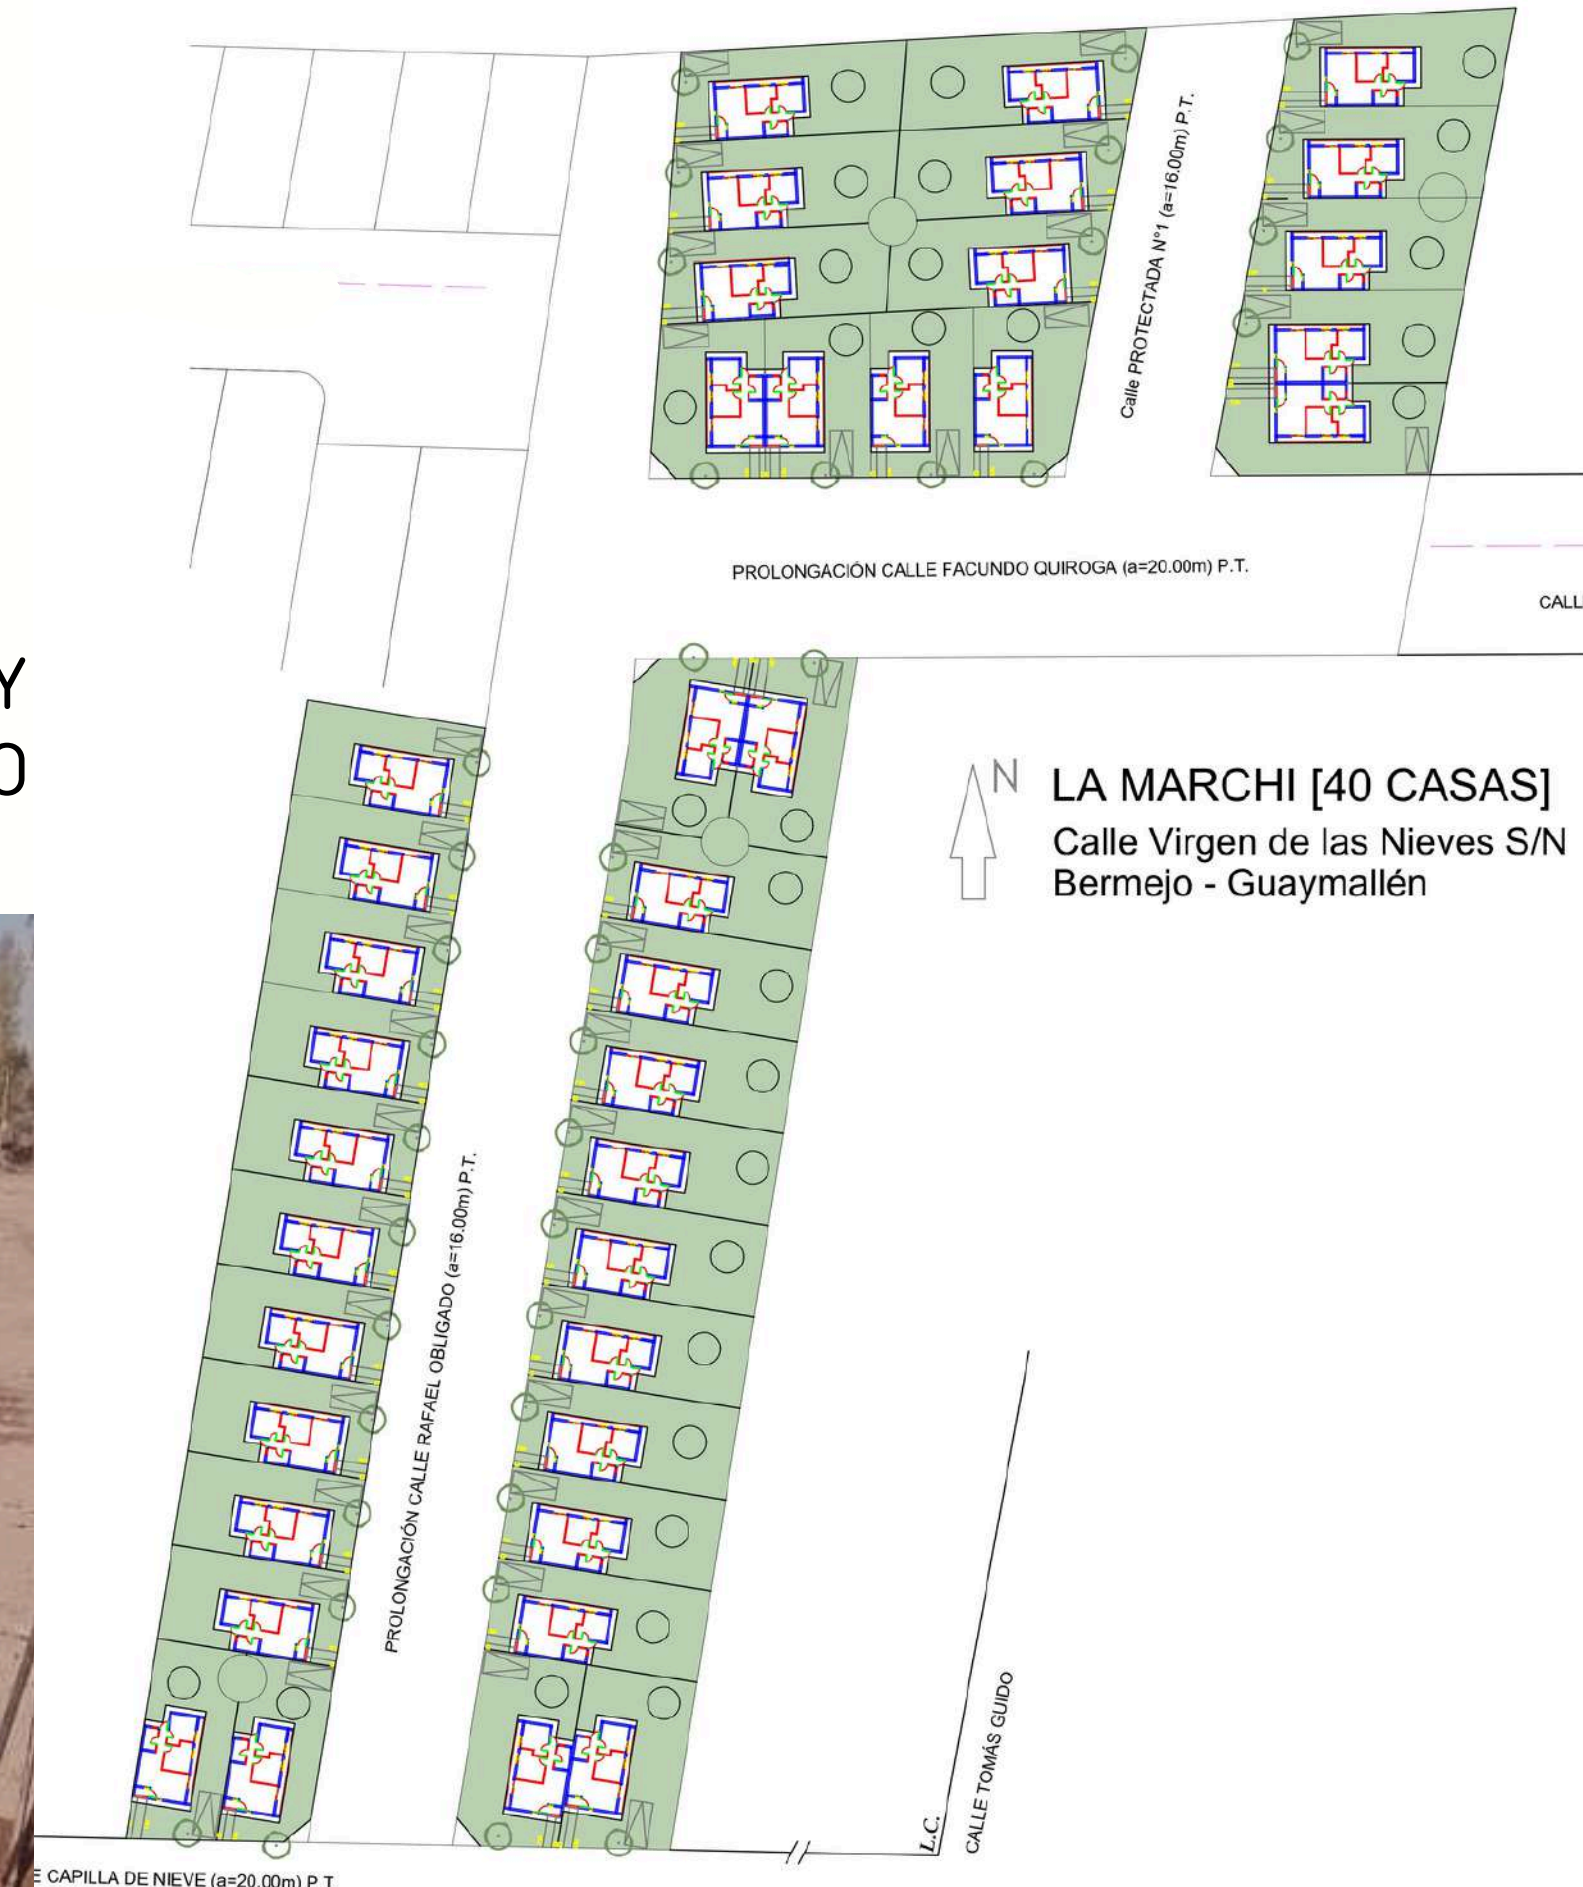 Calle PROTECTADA N°1 (a=16.00m) P.T.
PROLONGACIÓN CALLE FACUNDO QUIROGA (a=20.00m) P.T.
CALL
Y
O
N
LA MARCHI [40 CASAS]
Calle Virgen de las Nieves S/N
Bermejo - Guaymallén
PROLONGACIÓN CALLE RAFAEL OBLIGADO (a=16.00m) P.T.
CALLE TOMÁS GUIDO
L.C.
E CAPILLA DE NIEVE (a=20.00m) P.T.